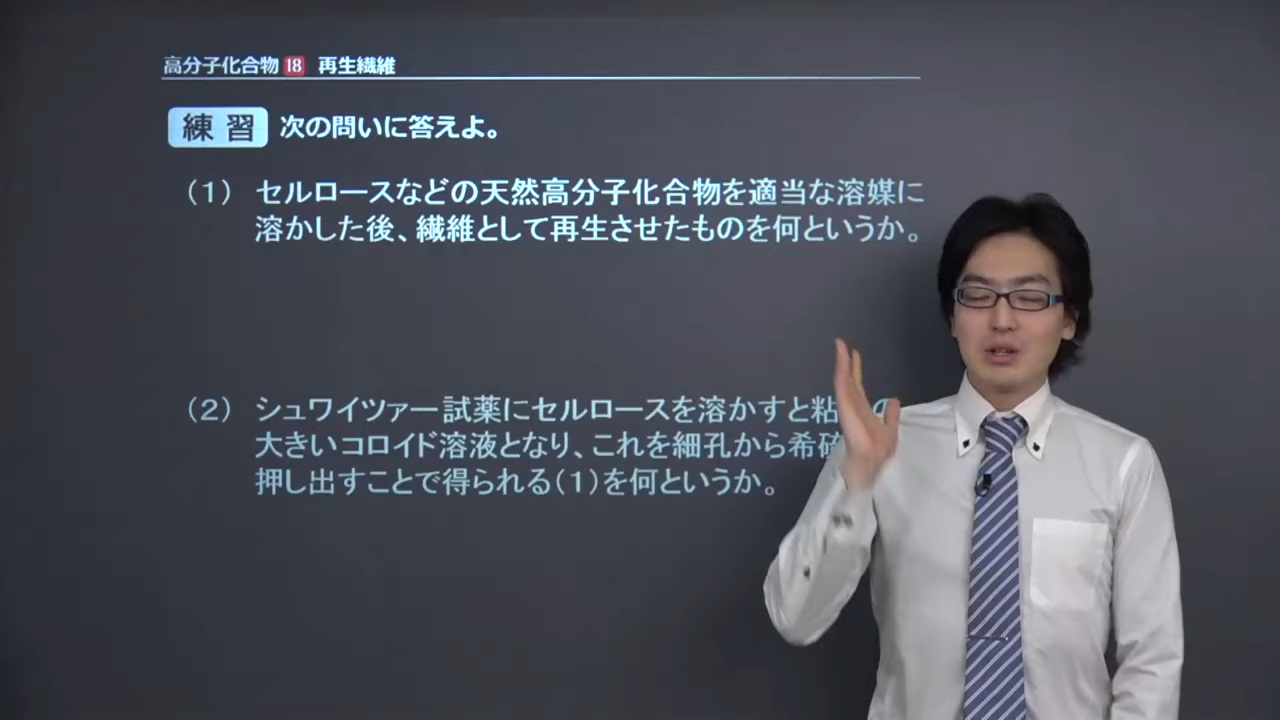 高分子化合物 18 再生繊維
練習 次の問いに答えよ。
(1) セルロースなどの天然高分子化合物を適当な溶媒に
溶かした後、繊維として再生させたものを何というか。
(2) シュワイツァー試薬にセルロースを溶かすと粘
大きいコロイド溶液となり、これを細孔から希
押し出すことで得られる(1)を何というか。